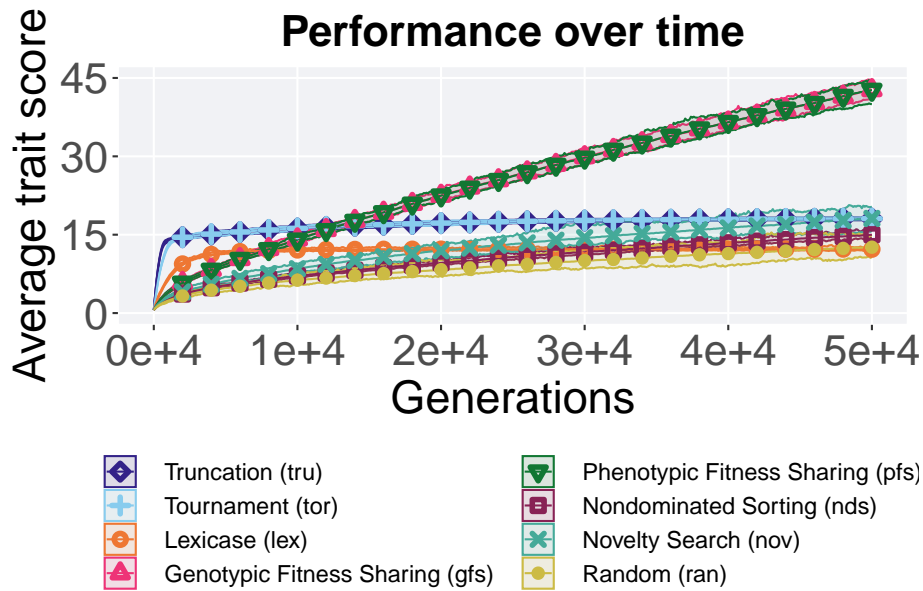 Performance over time
Average trait score
45
30
15
0
0e+4 1e+4 2e+4 3e+4 4e+4 5e+4
Generations
Truncation (tru)
Tournament (tor)
Lexicase (lex)
Genotypic Fitness Sharing (gfs)
Phenotypic Fitness Sharing (pfs)
Nondominated Sorting (nds)
Novelty Search (nov)
Random (ran)